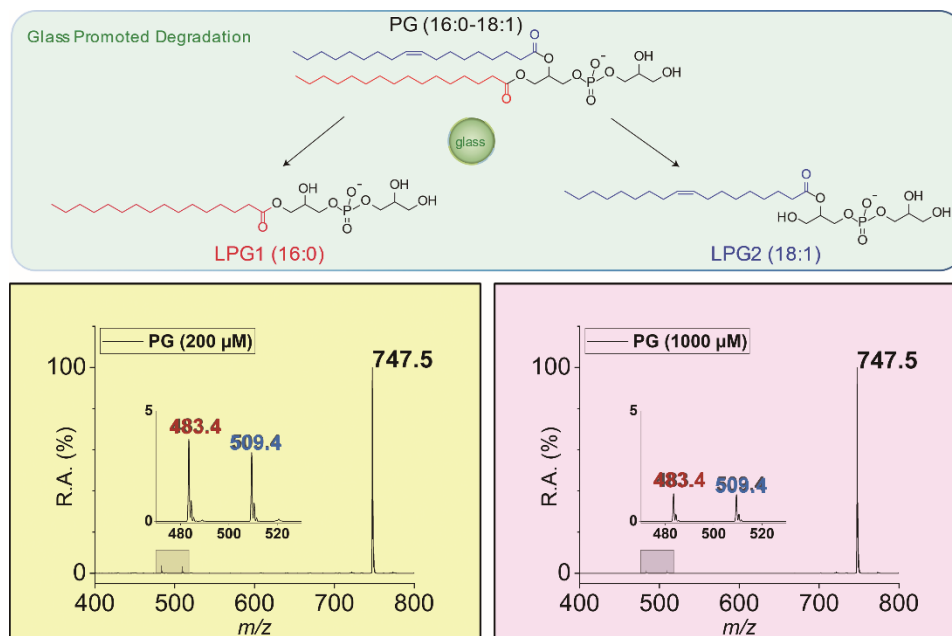 Glass Promoted Degradation
PG (16:0-18:1)
O
O
O
O
O
O⁻
P
O
O
OH
OH
glass
O
O
OH
O
O⁻
P
O
O
OH
OH
LPG1 (16:0)
O
O
HO
O
O⁻
P
O
O
OH
OH
LPG2 (18:1)
PG (200 µM)
747.5
100
R.A. (%)
0
5
483.4
509.4
0
480 500 520
400 500 600 700 800
m/z
PG (1000 µM)
747.5
100
R.A. (%)
0
5
483.4
509.4
0
480 500 520
400 500 600 700 800
m/z